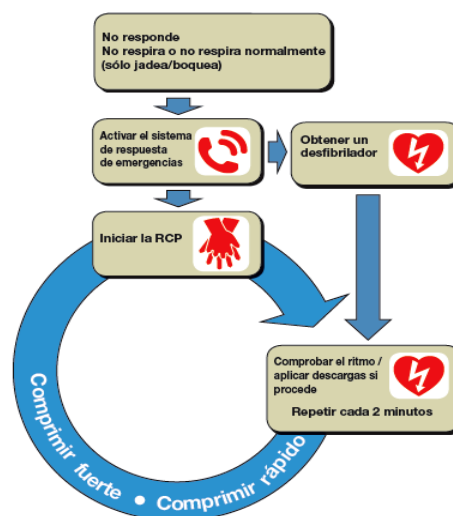 No responde
No respira o no respira normalmente
(sólo jadea/boquea)
Activar el sistema
de respuesta
de emergencias
Obtener un
desfibrilador
Iniciar la RCP
Comprobar el ritmo /
aplicar descargas si
procede
Repetir cada 2 minutos
Comprimir fuerte • Comprimir rápido